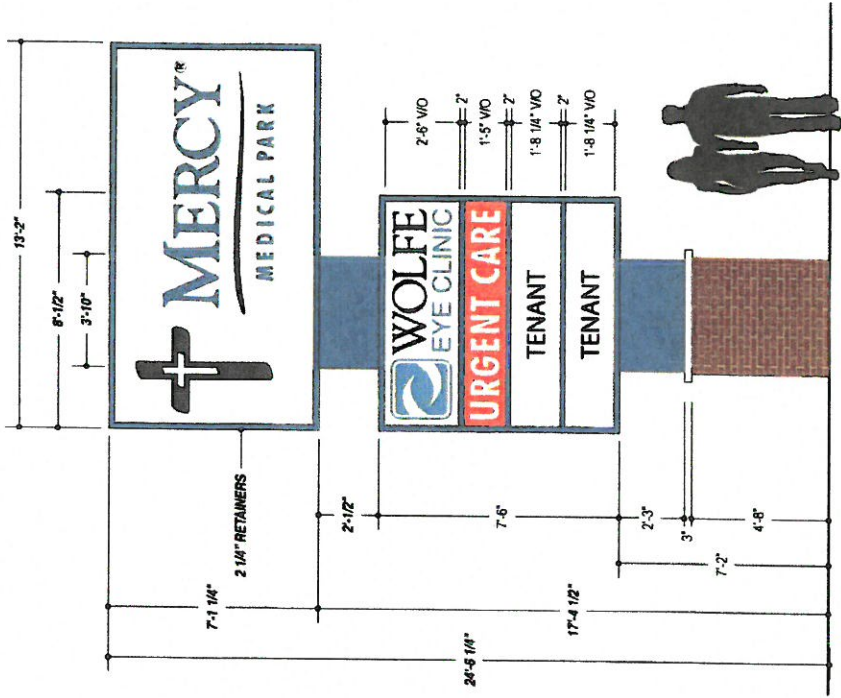 13'-2"
8'-1/2"
3'-10"
MERCY®
MEDICAL PARK
2 1/4" RETAINERS
7'-1 1/4"
24'-6 1/4"
17'-4 1/2"
2'-1/2"
7'-6"
2'-3"
3"
4'-8"
7'-2"
WOLFE
EYE CLINIC
URGENT CARE
TENANT
TENANT
2'-6" V/O
2"
1'-5" V/O
2"
1'-8 1/4" V/O
2"
1'-8 1/4" V/O